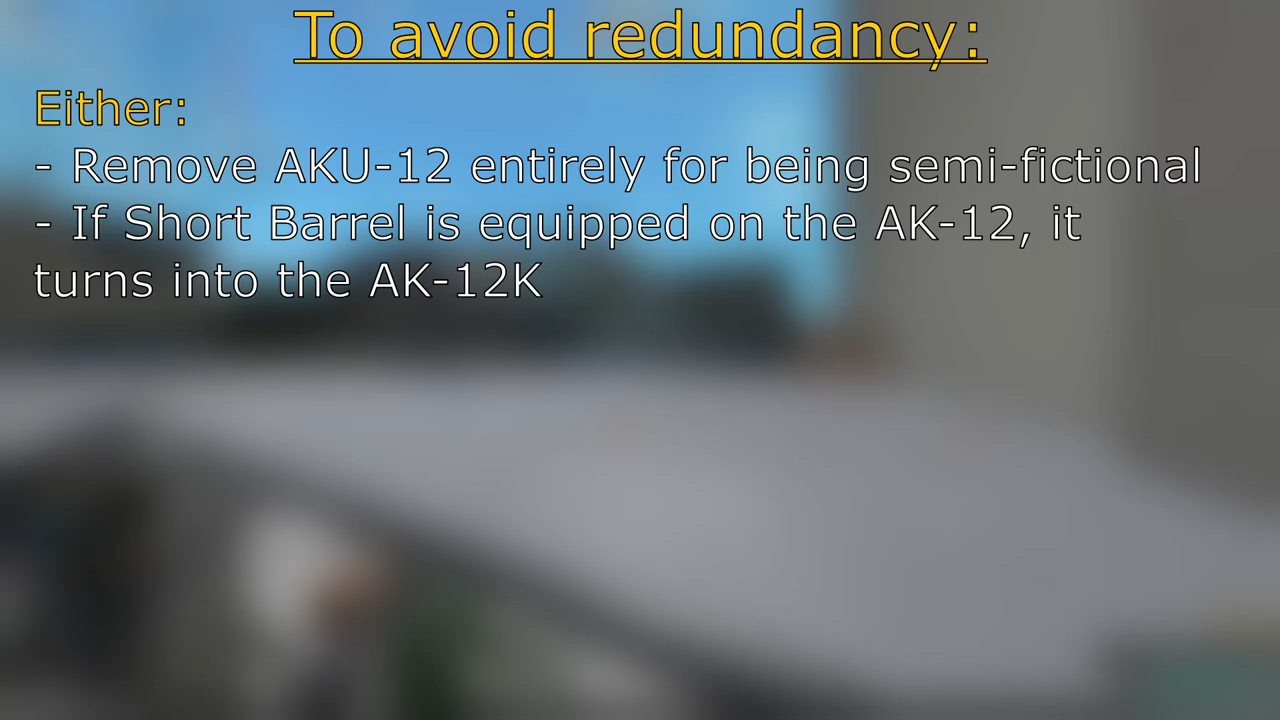 To avoid redundancy:
Either:
- Remove AKU-12 entirely for being semi-fictional
- If Short Barrel is equipped on the AK-12, it
turns into the AK-12K